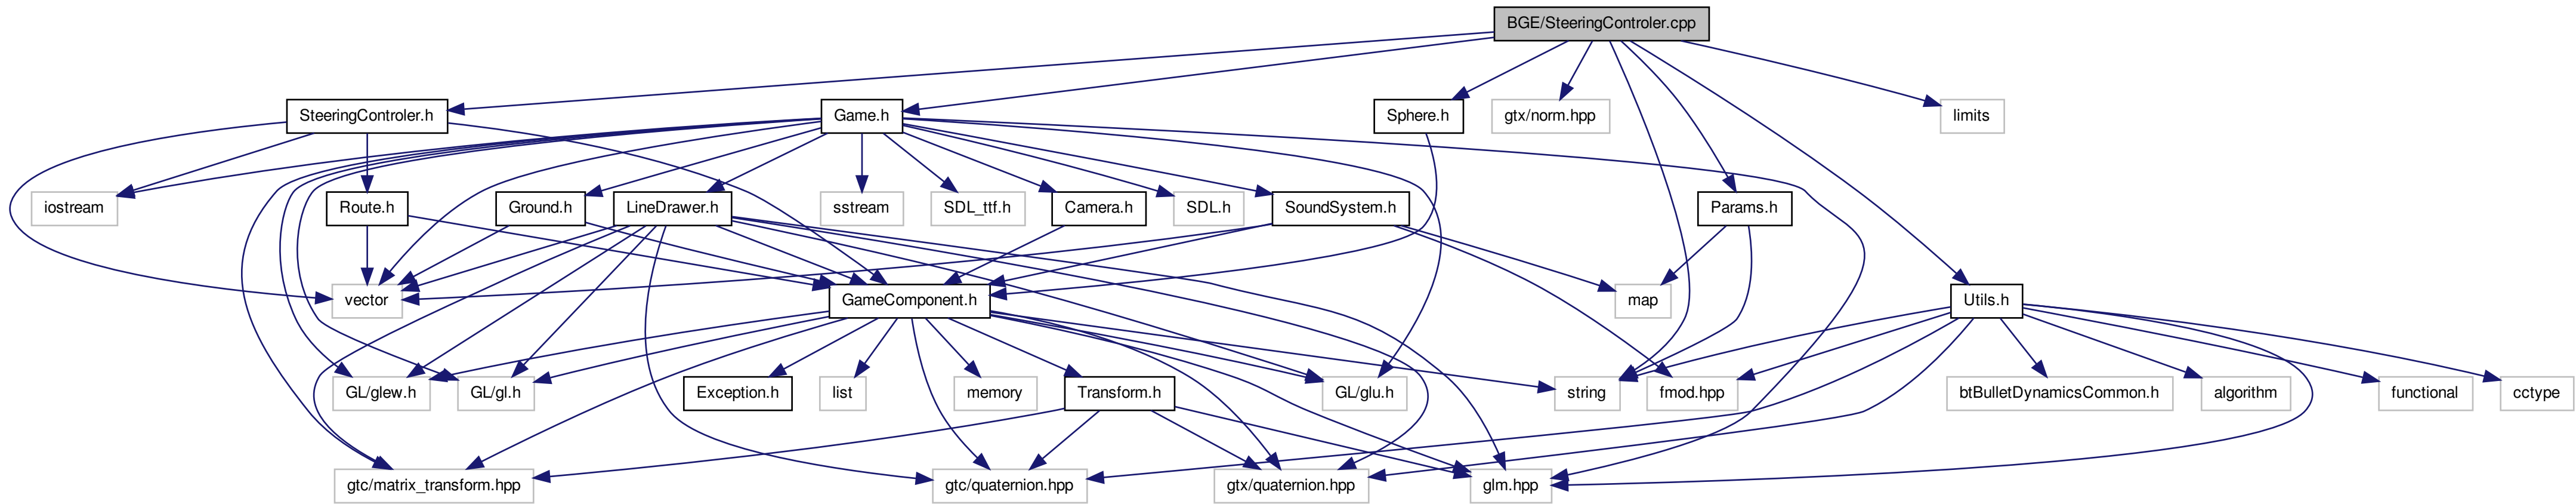 BGE/SteeringControler.cpp
SteeringControler.h
Game.h
Sphere.h
gtx/norm.hpp
limits
iostream
Route.h
Ground.h
LineDrawer.h
sstream
SDL_ttf.h
Camera.h
SDL.h
SoundSystem.h
Params.h
vector
GameComponent.h
map
Utils.h
GL/glew.h
GL/gl.h
Exception.h
list
memory
Transform.h
GL/glu.h
string
fmod.hpp
btBulletDynamicsCommon.h
algorithm
functional
cctype
gtc/matrix_transform.hpp
gtc/quaternion.hpp
gtx/quaternion.hpp
glm.hpp